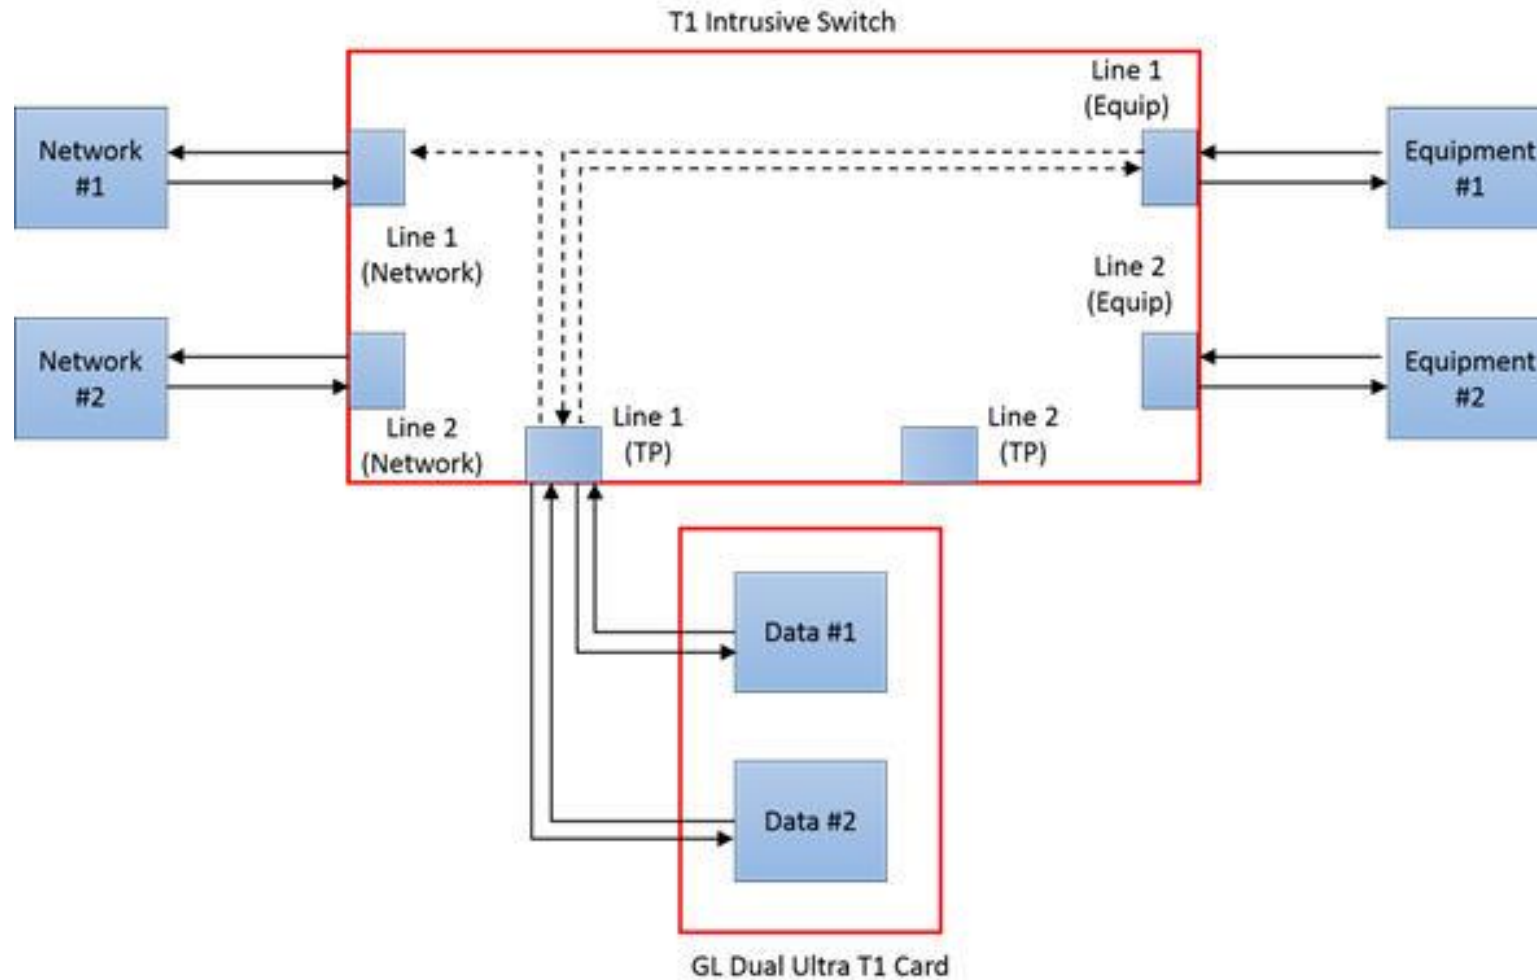 T1 Intrusive Switch
Line 1
(Equip)
Network
#1
Equipment
#1
Line 1
(Network)
Line 2
(Equip)
Network
#2
Equipment
#2
Line 2
(Network)
Line 1
(TP)
Line 2
(TP)
Data #1
Data #2
GL Dual Ultra T1 Card